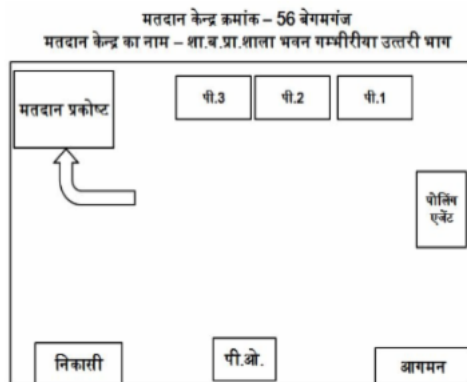 मतदान केन्द्र क्रमांक – 56 बेगमगंज
मतदान केन्द्र का नाम – शा.ब.प्रा.शाला भवन गम्भीरीया उत्तरी भाग
मतदान प्रकोष्ट
पी.3
पी.2
पी.1
पोलिंग
एजेंट
निकासी
पी.ओ.
आगमन